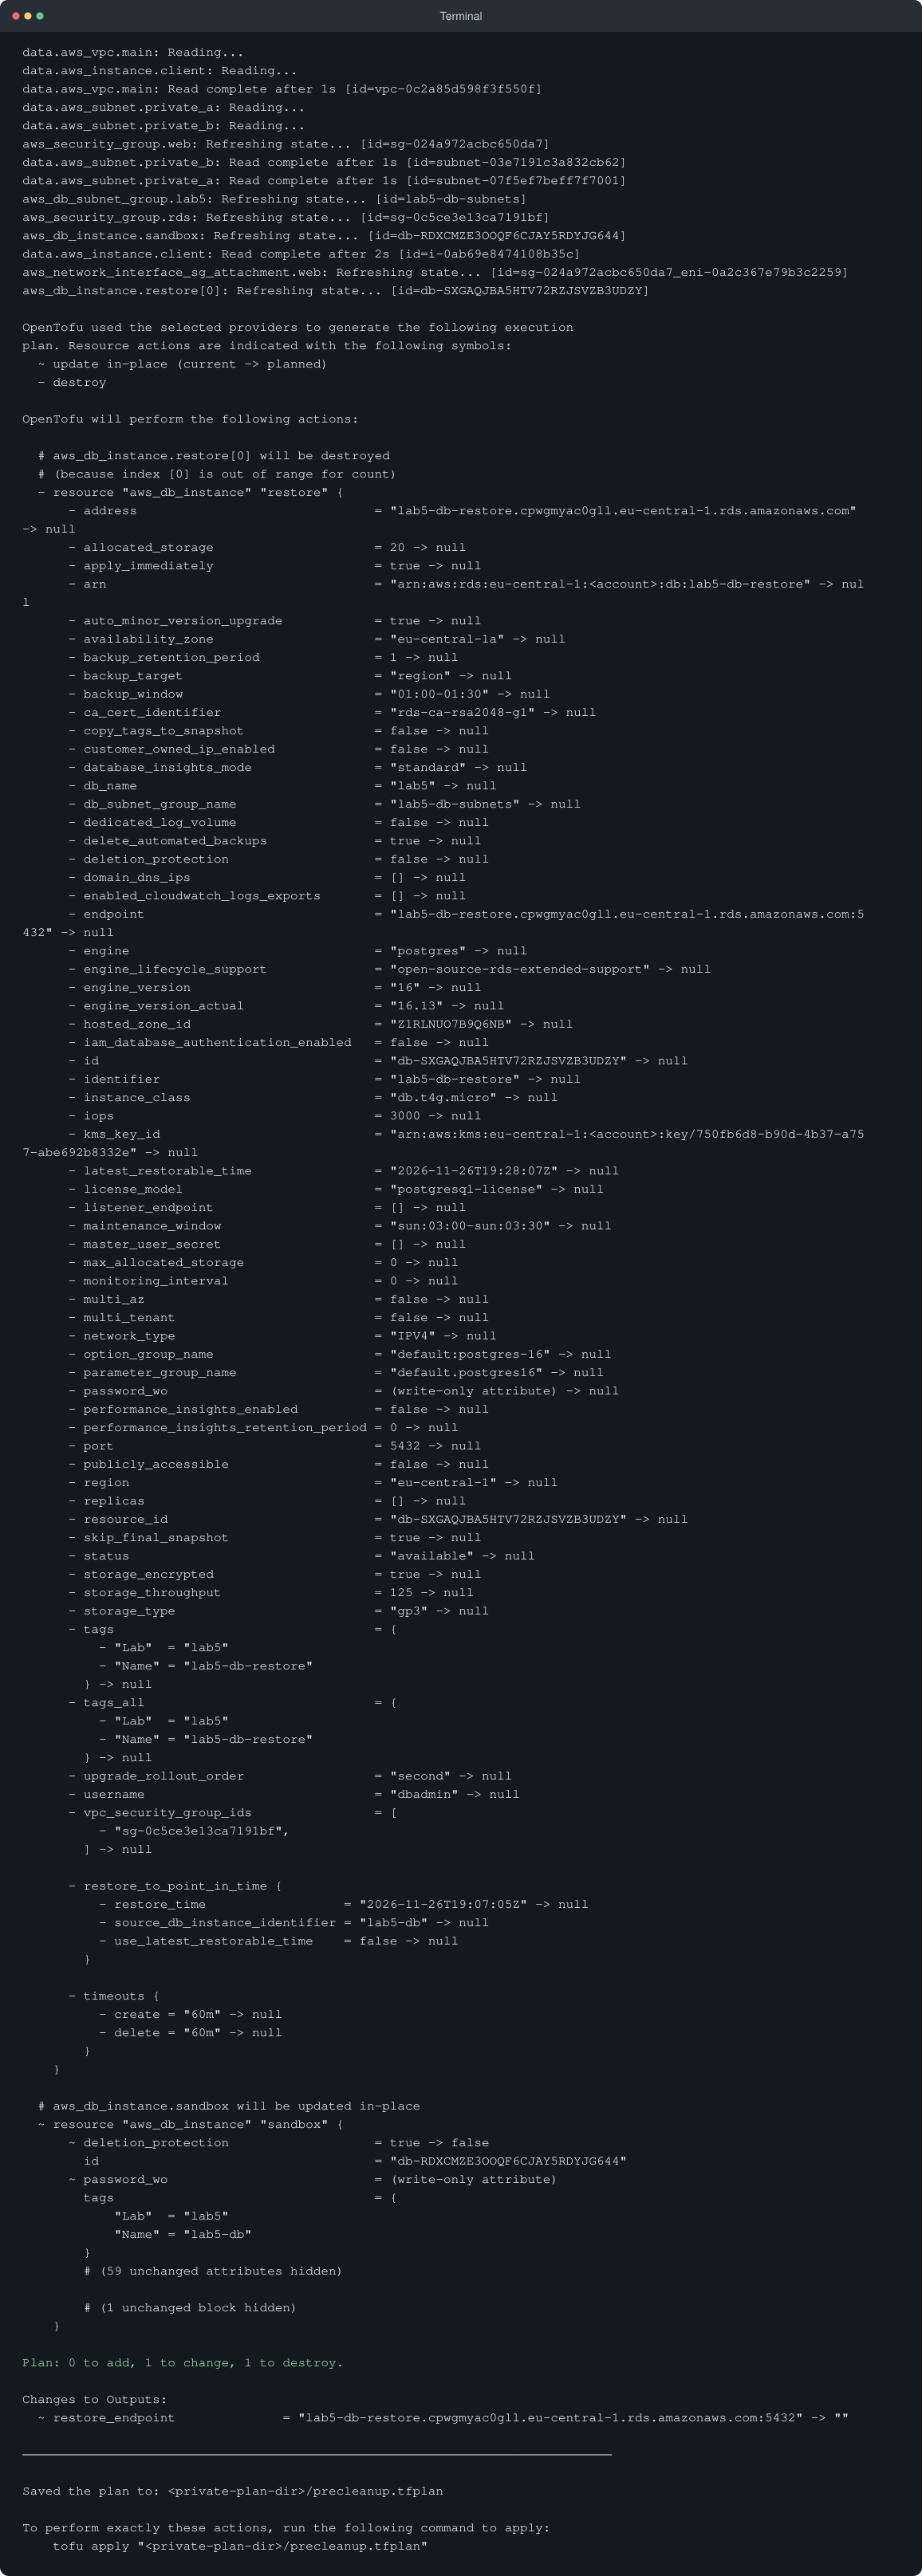 Terminal
data.aws_vpc.main: Reading...
data.aws_instance.client: Reading...
data.aws_vpc.main: Read complete after 1s [id=vpc-0c2a85d598f3f550f]
data.aws_subnet.private_a: Reading...
data.aws_subnet.private_b: Reading...
aws_security_group.web: Refreshing state... [id=sg-024a972acbc650da7]
data.aws_subnet.private_b: Read complete after 1s [id=subnet-03e7191c3a832cb62]
data.aws_subnet.private_a: Read complete after 1s [id=subnet-07f5ef7beff7f7001]
aws_db_subnet_group.lab5: Refreshing state... [id=lab5-db-subnets]
aws_security_group.rds: Refreshing state... [id=sg-0c5ce3e13ca7191bf]
aws_db_instance.sandbox: Refreshing state... [id=db-RDXCMZE3OOQF6CJAY5RDYJG644]
data.aws_instance.client: Read complete after 2s [id=i-0ab69e8474108b35c]
aws_network_interface_sg_attachment.web: Refreshing state... [id=sg-024a972acbc650da7_eni-0a2c367e79b3c2259]
aws_db_instance.restore[0]: Refreshing state... [id=db-SXGAQJBA5HTV72RZJSVZB3UDZY]

OpenTofu used the selected providers to generate the following execution
plan. Resource actions are indicated with the following symbols:
  ~ update in-place (current -> planned)
  - destroy

OpenTofu will perform the following actions:

  # aws_db_instance.restore[0] will be destroyed
  # (because index [0] is out of range for count)
  - resource "aws_db_instance" "restore" {
      - address                               = "lab5-db-restore.cpwgmyac0gll.eu-central-1.rds.amazonaws.com"
-> null
      - allocated_storage                     = 20 -> null
      - apply_immediately                     = true -> null
      - arn                                   = "arn:aws:rds:eu-central-1:<account>:db:lab5-db-restore" -> nul
l
      - auto_minor_version_upgrade            = true -> null
      - availability_zone                     = "eu-central-1a" -> null
      - backup_retention_period               = 1 -> null
      - backup_target                         = "region" -> null
      - backup_window                         = "01:00-01:30" -> null
      - ca_cert_identifier                    = "rds-ca-rsa2048-g1" -> null
      - copy_tags_to_snapshot                 = false -> null
      - customer_owned_ip_enabled             = false -> null
      - database_insights_mode                = "standard" -> null
      - db_name                               = "lab5" -> null
      - db_subnet_group_name                  = "lab5-db-subnets" -> null
      - dedicated_log_volume                  = false -> null
      - delete_automated_backups              = true -> null
      - deletion_protection                   = false -> null
      - domain_dns_ips                        = [] -> null
      - enabled_cloudwatch_logs_exports       = [] -> null
      - endpoint                              = "lab5-db-restore.cpwgmyac0gll.eu-central-1.rds.amazonaws.com:5
432" -> null
      - engine                                = "postgres" -> null
      - engine_lifecycle_support              = "open-source-rds-extended-support" -> null
      - engine_version                        = "16" -> null
      - engine_version_actual                 = "16.13" -> null
      - hosted_zone_id                        = "Z1RLNUO7B9Q6NB" -> null
      - iam_database_authentication_enabled   = false -> null
      - id                                    = "db-SXGAQJBA5HTV72RZJSVZB3UDZY" -> null
      - identifier                            = "lab5-db-restore" -> null
      - instance_class                        = "db.t4g.micro" -> null
      - iops                                  = 3000 -> null
      - kms_key_id                            = "arn:aws:kms:eu-central-1:<account>:key/750fb6d8-b90d-4b37-a75
7-abe692b8332e" -> null
      - latest_restorable_time                = "2026-11-26T19:28:07Z" -> null
      - license_model                         = "postgresql-license" -> null
      - listener_endpoint                     = [] -> null
      - maintenance_window                    = "sun:03:00-sun:03:30" -> null
      - master_user_secret                    = [] -> null
      - max_allocated_storage                 = 0 -> null
      - monitoring_interval                   = 0 -> null
      - multi_az                              = false -> null
      - multi_tenant                          = false -> null
      - network_type                          = "IPV4" -> null
      - option_group_name                     = "default:postgres-16" -> null
      - parameter_group_name                  = "default.postgres16" -> null
      - password_wo                           = (write-only attribute) -> null
      - performance_insights_enabled          = false -> null
      - performance_insights_retention_period = 0 -> null
      - port                                  = 5432 -> null
      - publicly_accessible                   = false -> null
      - region                                = "eu-central-1" -> null
      - replicas                              = [] -> null
      - resource_id                           = "db-SXGAQJBA5HTV72RZJSVZB3UDZY" -> null
      - skip_final_snapshot                   = true -> null
      - status                                = "available" -> null
      - storage_encrypted                     = true -> null
      - storage_throughput                    = 125 -> null
      - storage_type                          = "gp3" -> null
      - tags                                  = {
          - "Lab"  = "lab5"
          - "Name" = "lab5-db-restore"
        } -> null
      - tags_all                              = {
          - "Lab"  = "lab5"
          - "Name" = "lab5-db-restore"
        } -> null
      - upgrade_rollout_order                 = "second" -> null
      - username                              = "dbadmin" -> null
      - vpc_security_group_ids                = [
          - "sg-0c5ce3e13ca7191bf",
        ] -> null

      - restore_to_point_in_time {
          - restore_time                  = "2026-11-26T19:07:05Z" -> null
          - source_db_instance_identifier = "lab5-db" -> null
          - use_latest_restorable_time    = false -> null
        }

      - timeouts {
          - create = "60m" -> null
          - delete = "60m" -> null
        }
    }

  # aws_db_instance.sandbox will be updated in-place
  ~ resource "aws_db_instance" "sandbox" {
      ~ deletion_protection                   = true -> false
        id                                    = "db-RDXCMZE3OOQF6CJAY5RDYJG644"
      ~ password_wo                           = (write-only attribute)
        tags                                  = {
            "Lab"  = "lab5"
            "Name" = "lab5-db"
        }
        # (59 unchanged attributes hidden)

        # (1 unchanged block hidden)
    }

Plan: 0 to add, 1 to change, 1 to destroy.

Changes to Outputs:
  ~ restore_endpoint              = "lab5-db-restore.cpwgmyac0gll.eu-central-1.rds.amazonaws.com:5432" -> ""

Saved the plan to: <private-plan-dir>/precleanup.tfplan

To perform exactly these actions, run the following command to apply:
    tofu apply "<private-plan-dir>/precleanup.tfplan"